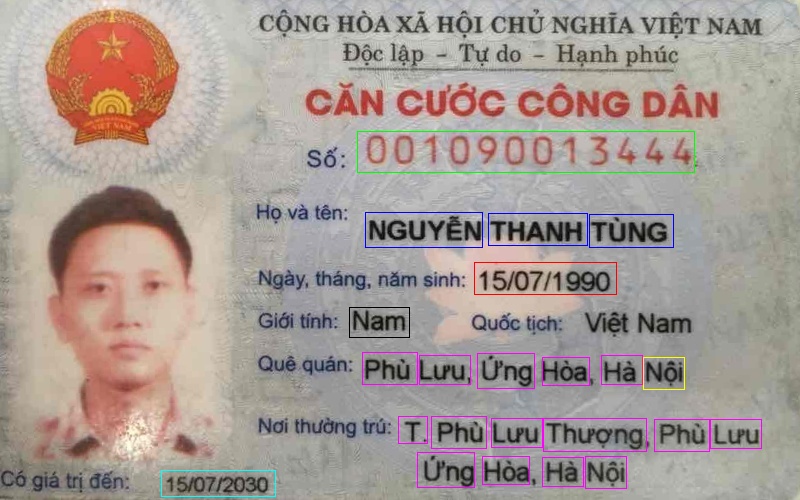 CỘNG HÒA XÃ HỘI CHỦ NGHĨA VIỆT NAM
Độc lập - Tự do - Hạnh phúc
CĂN CƯỚC CÔNG DÂN
VIỆT NAM
Số: 001090013444
Họ và tên: NGUYỄN THANH TÙNG
Ngày, tháng, năm sinh: 15/07/1990
Giới tính: Nam Quốc tịch: Việt Nam
Quê quán: Phù Lưu, Ứng Hòa, Hà Nội
Nơi thường trú: T. Phù Lưu Thượng, Phù Lưu
Ứng Hòa, Hà Nội
Có giá trị đến: 15/07/2030